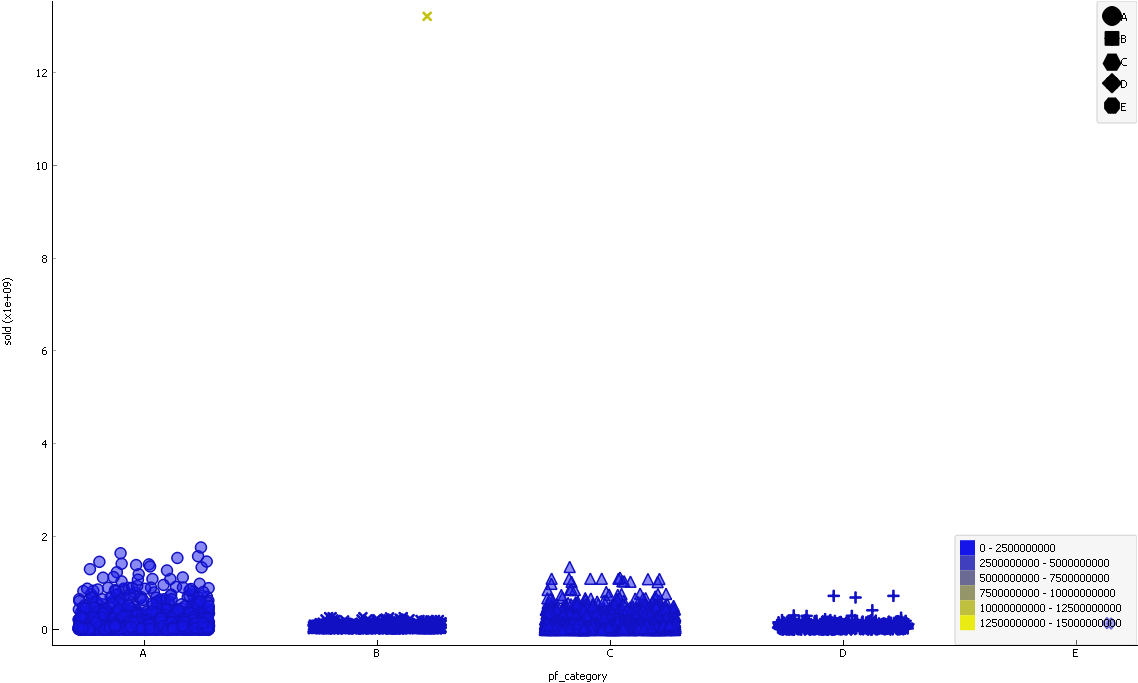 A
B
C
D
E
12
10
8
6
4
2
0
sold (x1e+09)
0 - 2500000000
2500000000 - 5000000000
5000000000 - 7500000000
7500000000 - 10000000000
10000000000 - 12500000000
12500000000 - 15000000000
A B C D E
pf_category